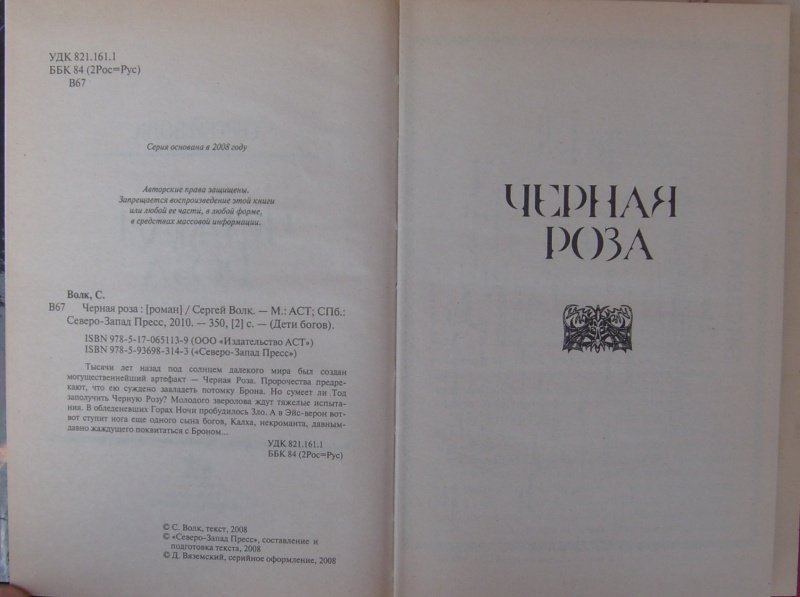 УДК 821.161.1
ББК 84 (2Рос=Рус)
В67
Серия основана в 2008 году
Авторские права защищены.
Запрещается воспроизведение этой книги
или любой ее части, в любой форме,
в средствах массовой информации.
Волк, С.
В67 Черная роза : [роман] / Сергей Волк. — М.: АСТ; СПб.:
Северо-Запад Пресс, 2010. — 350, [2] с. — (Дети богов).
ISBN 978-5-17-065113-9 (ООО «Издательство АСТ»)
ISBN 978-5-93698-314-3 («Северо-Запад Пресс»)
Тысячи лет назад под солнцем далекого мира был создан
могущественнейший артефакт — Черная Роза. Пророчества предре-
кают, что ею суждено завладеть потомку Брона. Но сумеет ли Тод
заполучить Черную Розу? Молодого зверолова ждут тяжелые испыта-
ния. В обледеневших Горах Ночи пробудилось Зло. А в Эйс-верон вот-
вот ступит нога еще одного сына богов, Калха, некроманта, давным-
давно жаждущего поквитаться с Броном...
УДК 821.161.1
ББК 84 (2Рос=Рус)
© С. Волк, текст, 2008
© «Северо-Запад Пресс», составление и
подготовка текста, 2008
© Д. Вяземский, серийное оформление, 2008
ЧЕРНАЯ
РОЗА